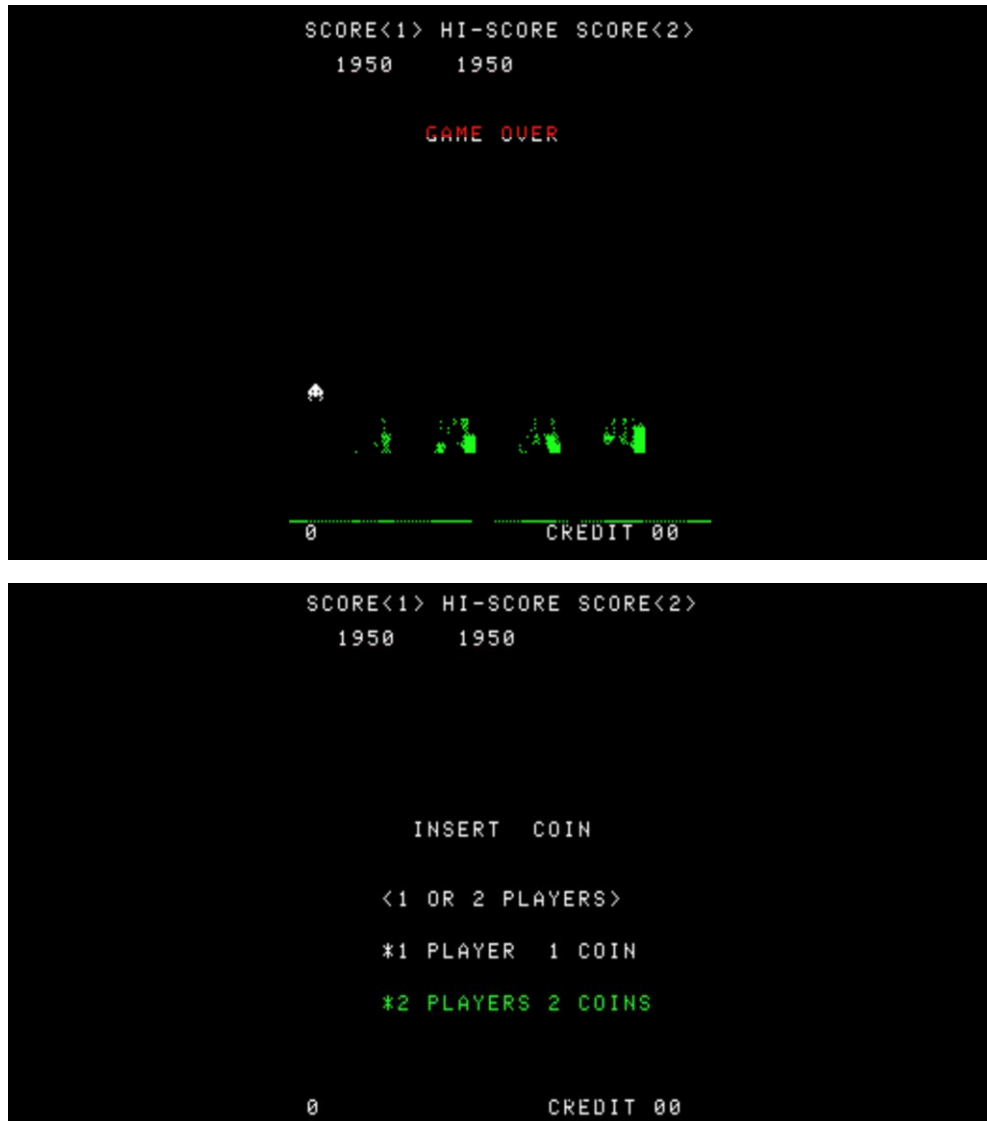 SCORE<1> HI-SCORE SCORE<2>
1950 1950
GAME OVER
0 CREDIT 00
SCORE<1> HI-SCORE SCORE<2>
1950 1950
INSERT COIN
<1 OR 2 PLAYERS>
*1 PLAYER 1 COIN
*2 PLAYERS 2 COINS
0 CREDIT 00